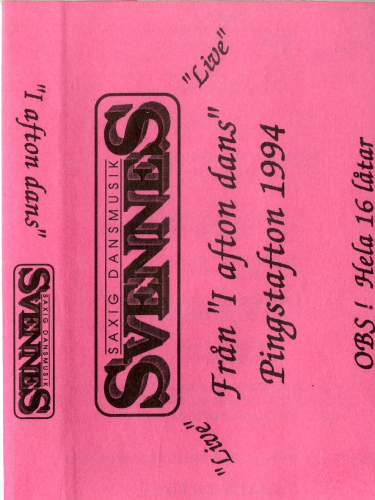 "I afton dans"
SVENNES
SAXIG DANSMUSIK
SAXIG DANSMUSIK
SVENNES
"Live"
"Live"
Från "I afton dans"
Pingstafton 1994
OBS ! Hela 16 låtar